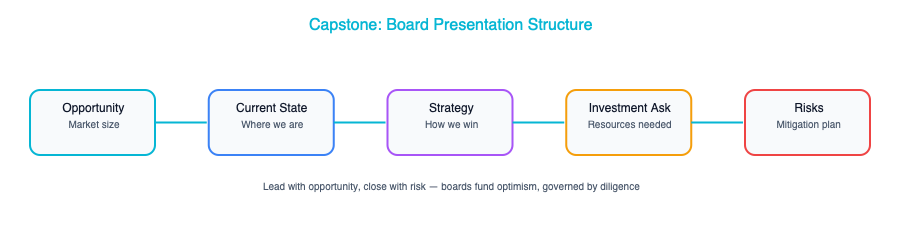 Capstone: Board Presentation Structure
Opportunity
Market size
Current State
Where we are
Strategy
How we win
Investment Ask
Resources needed
Risks
Mitigation plan
Lead with opportunity, close with risk — boards fund optimism, governed by diligence